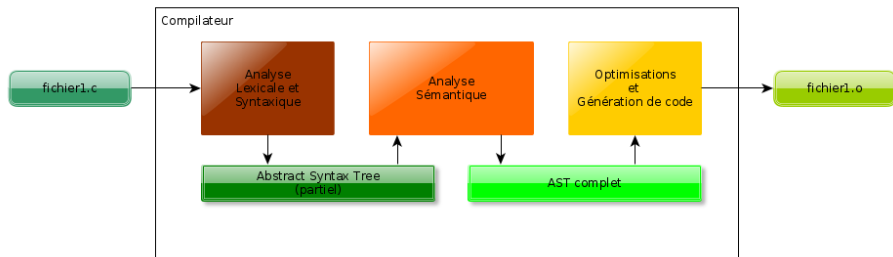 Compilateur
fichier1.c
Analyse
Lexicale et
Syntaxique
Analyse
Sémantique
Optimisations
et
Génération de code
fichier1.o
Abstract Syntax Tree
(partiel)
AST complet